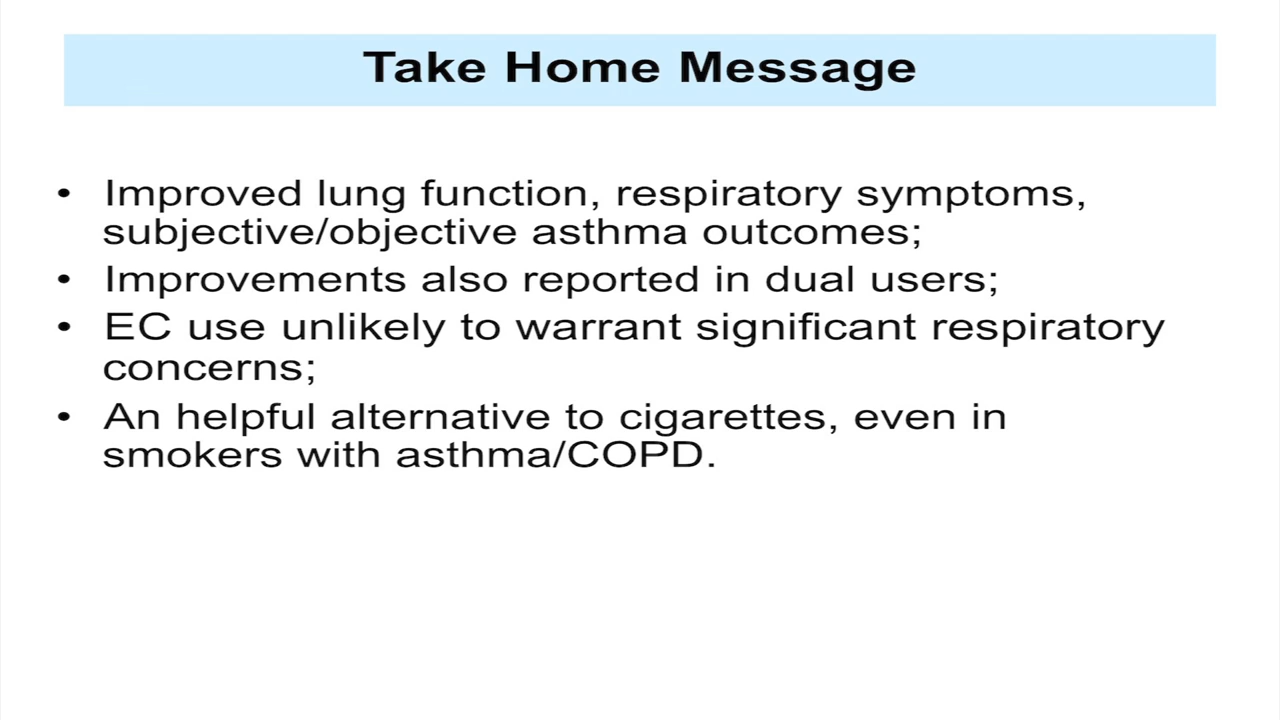 Take Home Message
• Improved lung function, respiratory symptoms,
subjective/objective asthma outcomes;
• Improvements also reported in dual users;
• EC use unlikely to warrant significant respiratory
concerns;
• An helpful alternative to cigarettes, even in
smokers with asthma/COPD.